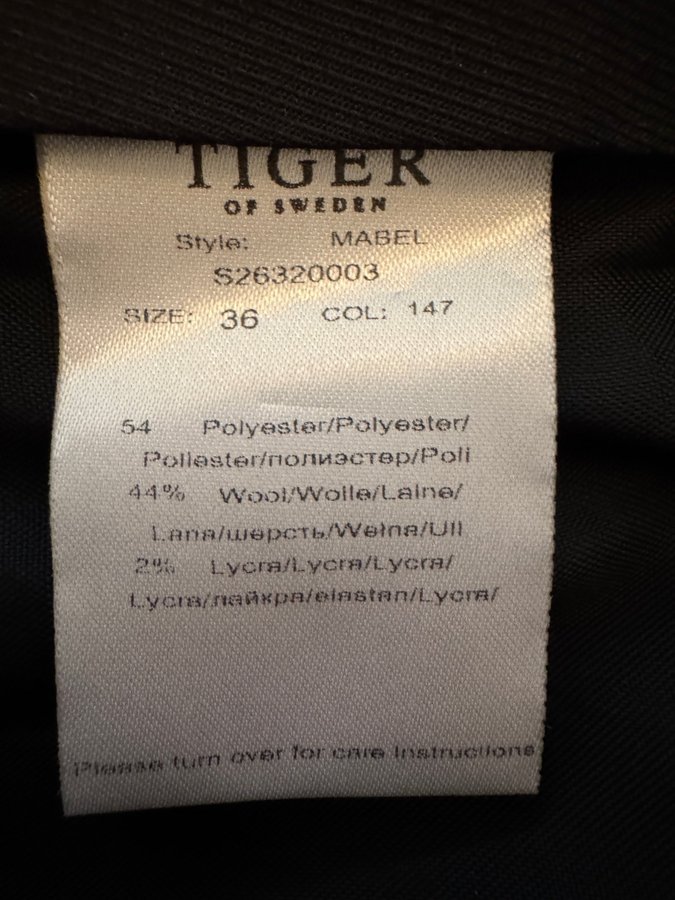 TIGER
OF SWEDEN
Style: MABEL
S26320003
SIZE: 36 COL: 147
54 Polyester/Polyester/
Poliester/полиэстер/Poli
44% Wool/Wolle/Laine/
Lana/шерсть/Wełna/Ull
2% Lycra/Lycra/Lycra/
Lycra/лайкра/elastan/Lycra/
Please turn over for care instructions